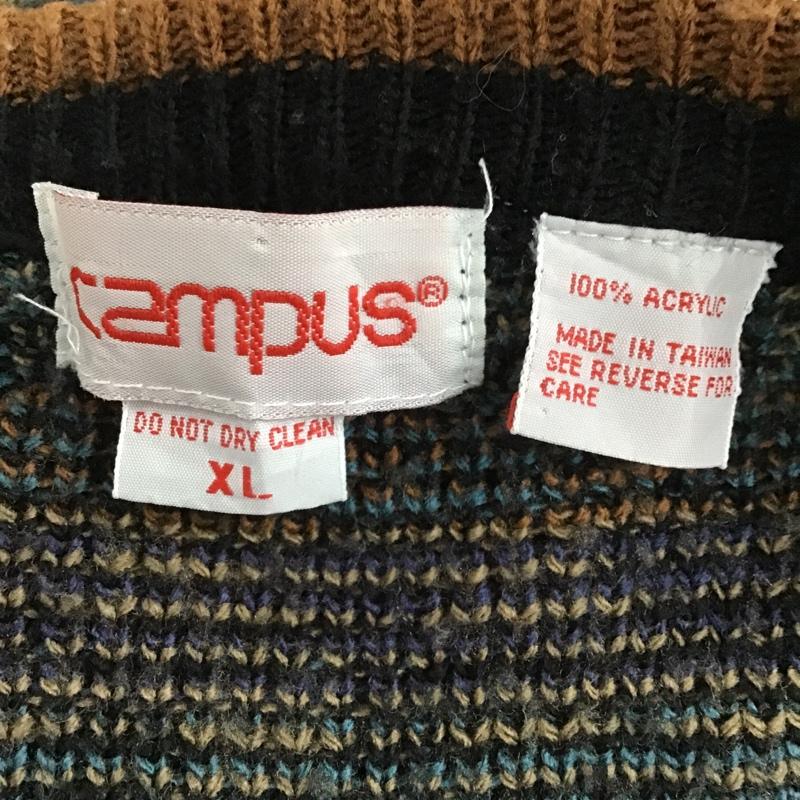 campus®
DO NOT DRY CLEAN
XL
100% ACRYLIC
MADE IN TAIWAN
SEE REVERSE FOR
CARE